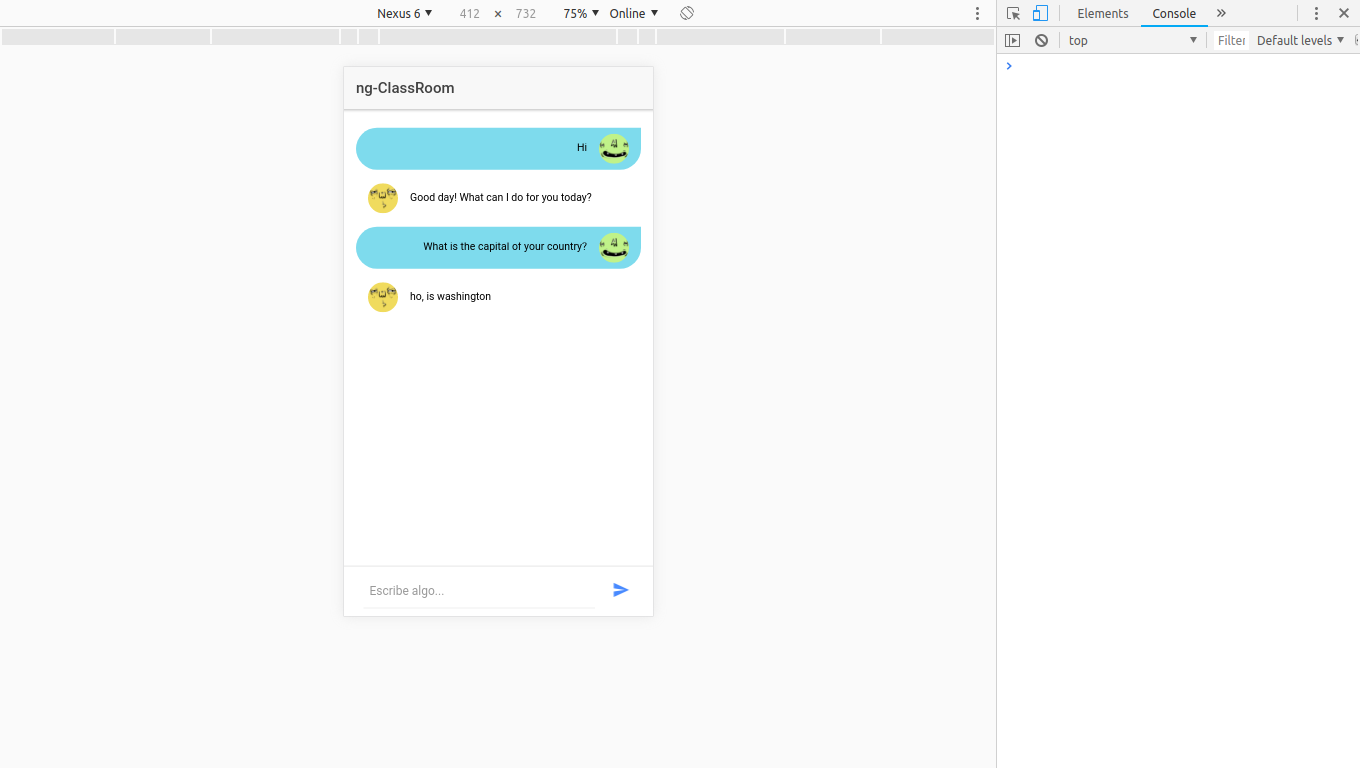 Nexus 6 ▼ 412 × 732 75% ▼ Online ▼
Elements Console »
top ▼ Filter Default levels ▼
ng-ClassRoom
Hi
Good day! What can I do for you today?
What is the capital of your country?
ho, is washington
Escribe algo...